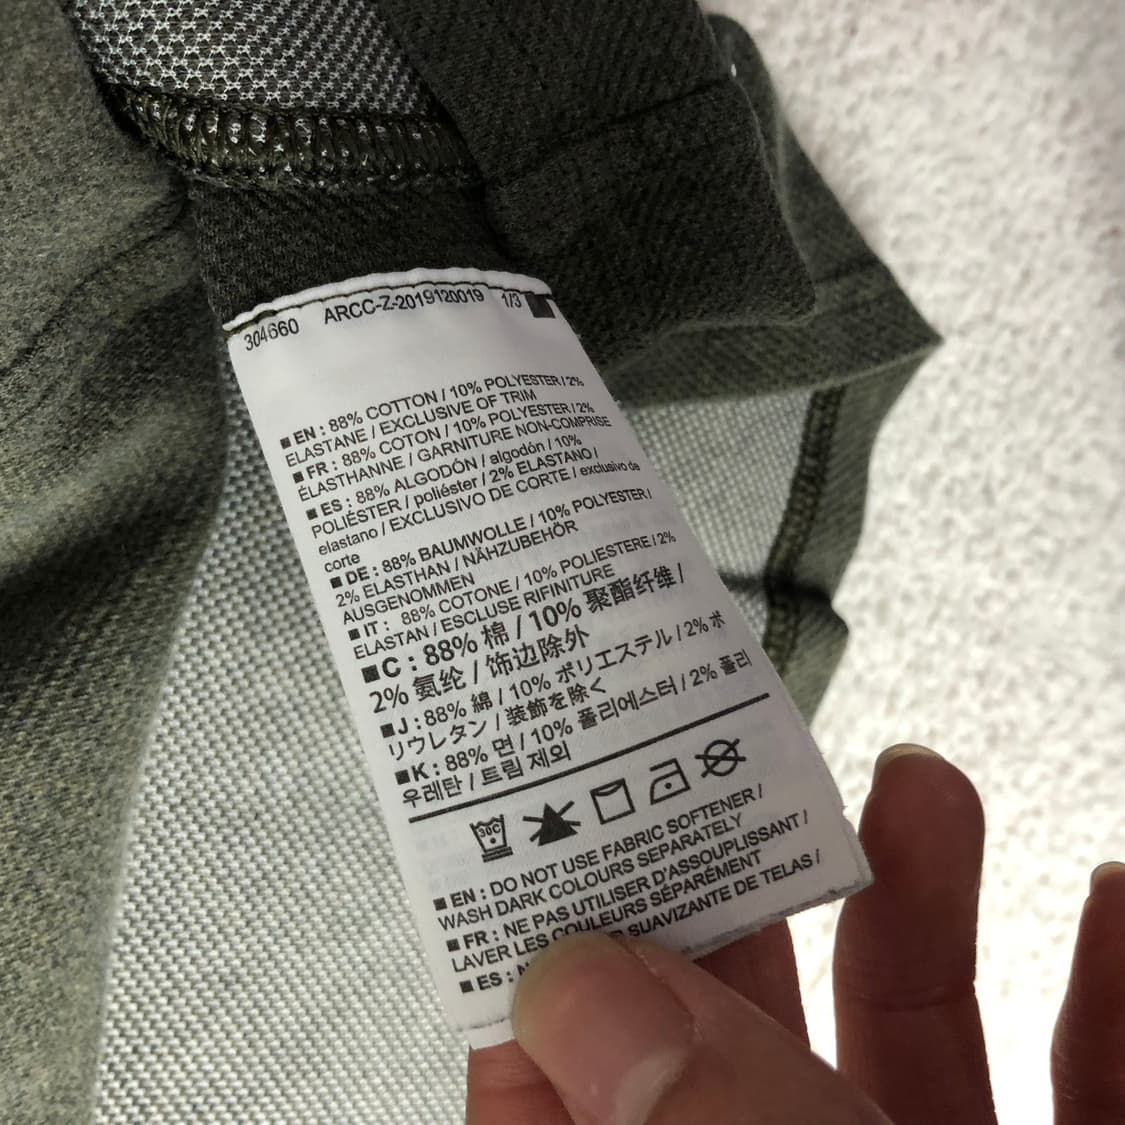 304660 ARCC-Z-2019120019 1/3
■ EN : 88% COTTON / 10% POLYESTER / 2%
ELASTANE / EXCLUSIVE OF TRIM
■ FR : 88% COTON / 10% POLYESTER / 2%
ÉLASTHANNE / GARNITURE NON-COMPRISE
■ ES : 88% ALGODÓN / algodón / 10%
POLIÉSTER / poliéster / 2% ELASTANO /
elastano / EXCLUSIVO DE CORTE / exclusivo de
corte
■ DE : 88% BAUMWOLLE / 10% POLYESTER /
2% ELASTHAN / NÄHZUBEHÖR
AUSGENOMMEN
■ IT : 88% COTONE / 10% POLIESTERE / 2%
ELASTAN / ESCLUSE RIFINITURE
■ C : 88% 棉 / 10% 聚酯纤维 /
2% 氨纶 / 饰边除外
■ J : 88% 綿 / 10% ポリエステル / 2% ポ
リウレタン / 装飾を除く
■ K : 88% 면 / 10% 폴리에스터 / 2% 폴리
우레탄 / 트림 제외
30C
■ EN : DO NOT USE FABRIC SOFTENER /
WASH DARK COLOURS SEPARATELY
■ FR : NE PAS UTILISER D'ASSOUPLISSANT /
LAVER LES COULEURS SÉPARÉMENT
■ ES : SUAVIZANTE DE TELAS /